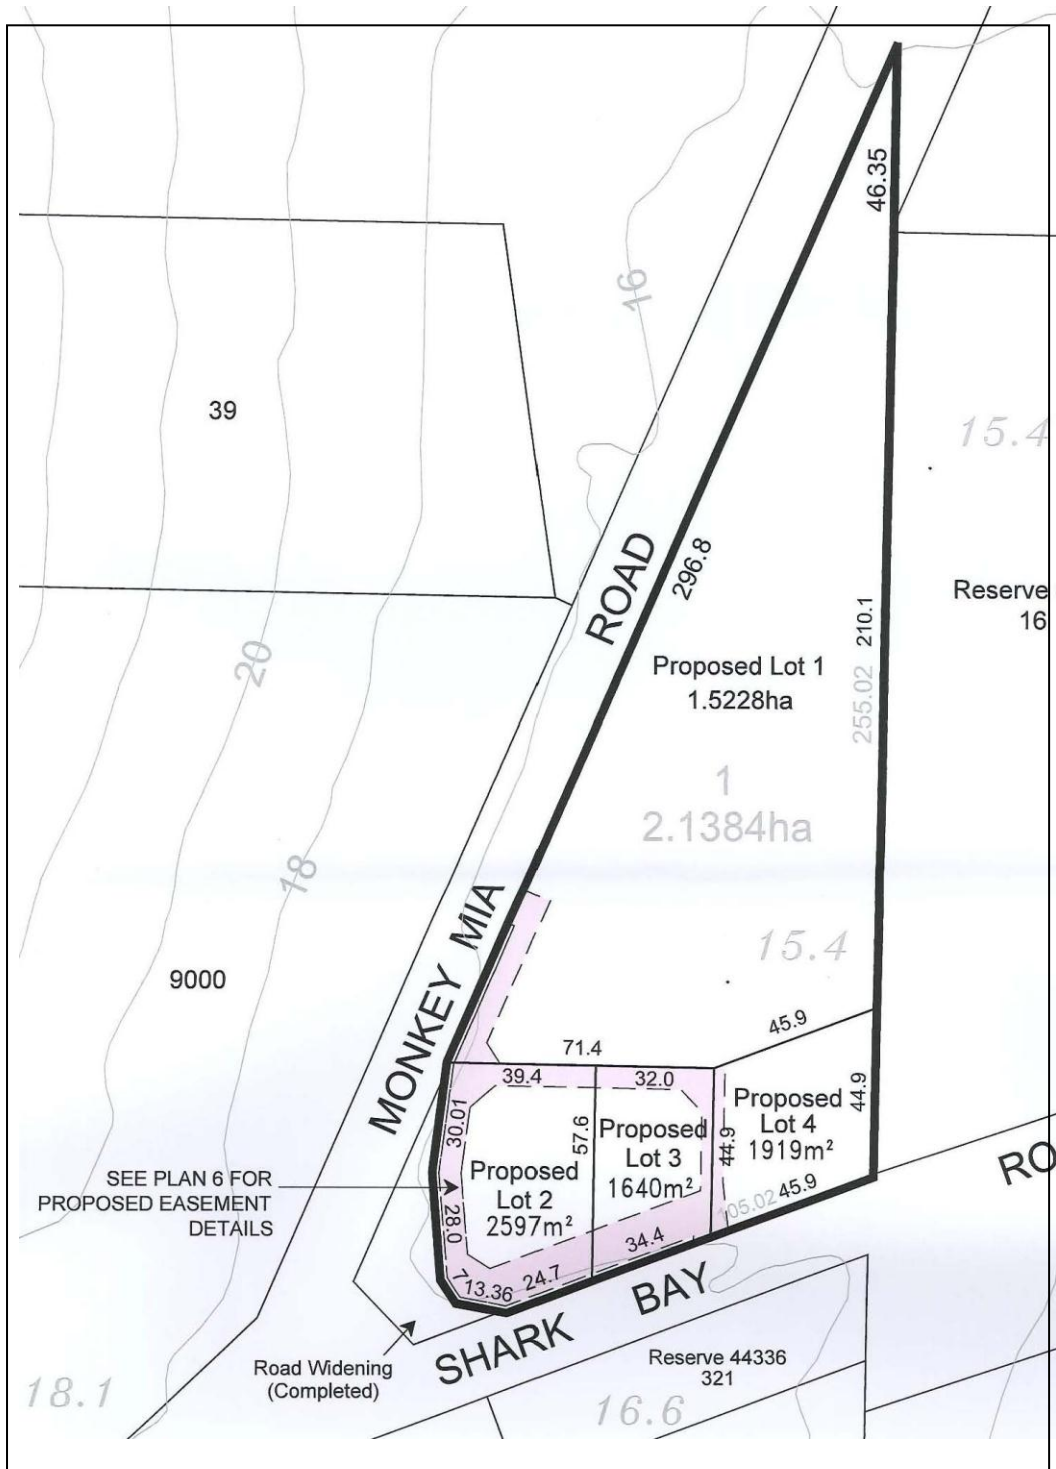 46.35
16
39
15.4
ROAD
296.8
Reserve
16
210.1
255.02
Proposed Lot 1
1.5228ha
20
1
2.1384ha
18
MIA
15.4
9000
MONKEY
45.9
71.4
39.4
32.0
44.9
Proposed
Lot 4
1919m²
30.01
57.6
Proposed
Lot 3
1640m²
44.9
SEE PLAN 6 FOR
PROPOSED EASEMENT
DETAILS
Proposed
Lot 2
2597m²
105.02
45.9
RO
28.0
34.4
7
13.36
24.7
BAY
SHARK
Road Widening
(Completed)
Reserve 44336
321
18.1
16.6